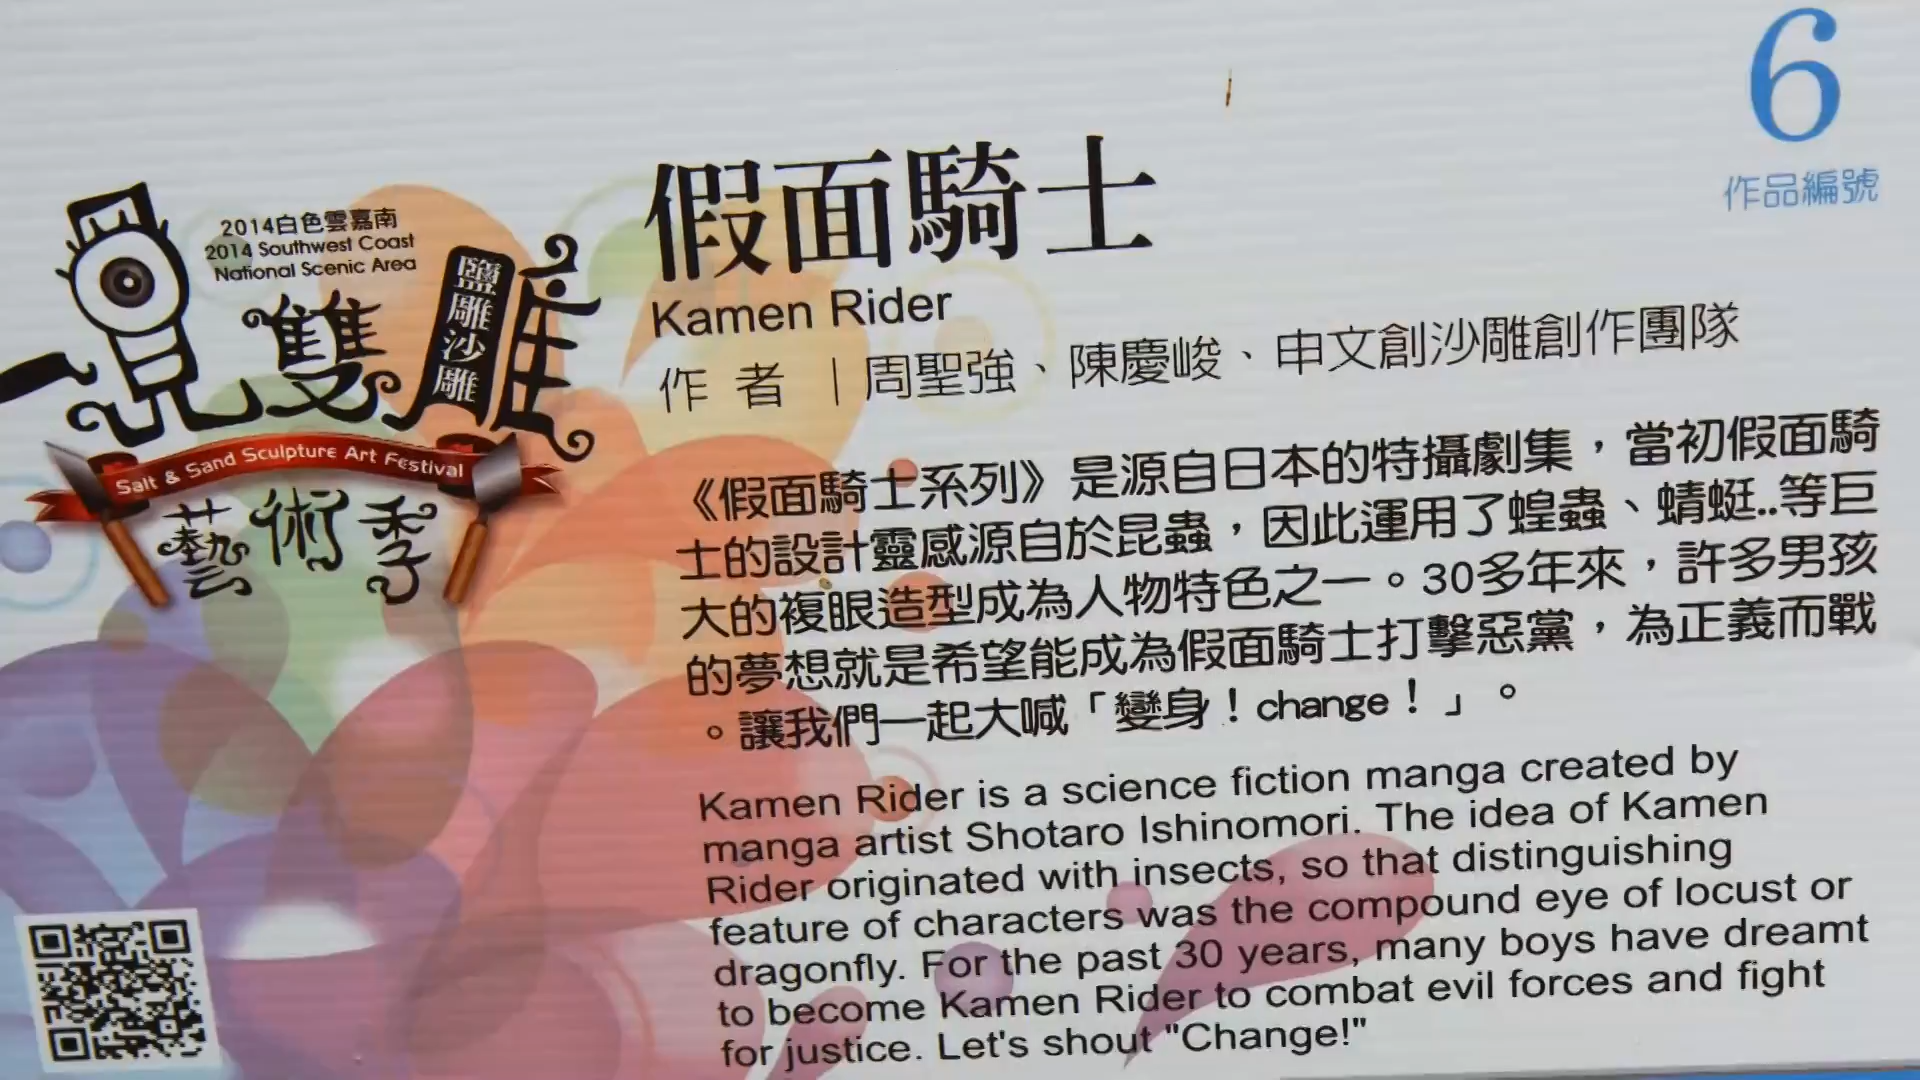 6
作品編號
2014白色雲嘉南
2014 Southwest Coast
National Scenic Area
一見雙雕
鹽雕沙雕
Salt & Sand Sculpture Art Festival
藝術季
假面騎士
Kamen Rider
作 者 | 周聖強、陳慶峻、申文創沙雕創作團隊
《假面騎士系列》是源自日本的特攝劇集，當初假面騎
士的設計靈感源自於昆蟲，因此運用了蝗蟲、蜻蜓..等巨
大的複眼造型成為人物特色之一。30多年來，許多男孩
的夢想就是希望能成為假面騎士打擊惡黨，為正義而戰
。讓我們一起大喊「變身！change！」。
Kamen Rider is a science fiction manga created by
manga artist Shotaro Ishinomori. The idea of Kamen
Rider originated with insects, so that distinguishing
feature of characters was the compound eye of locust or
dragonfly. For the past 30 years, many boys have dreamt
to become Kamen Rider to combat evil forces and fight
for justice. Let's shout "Change!"